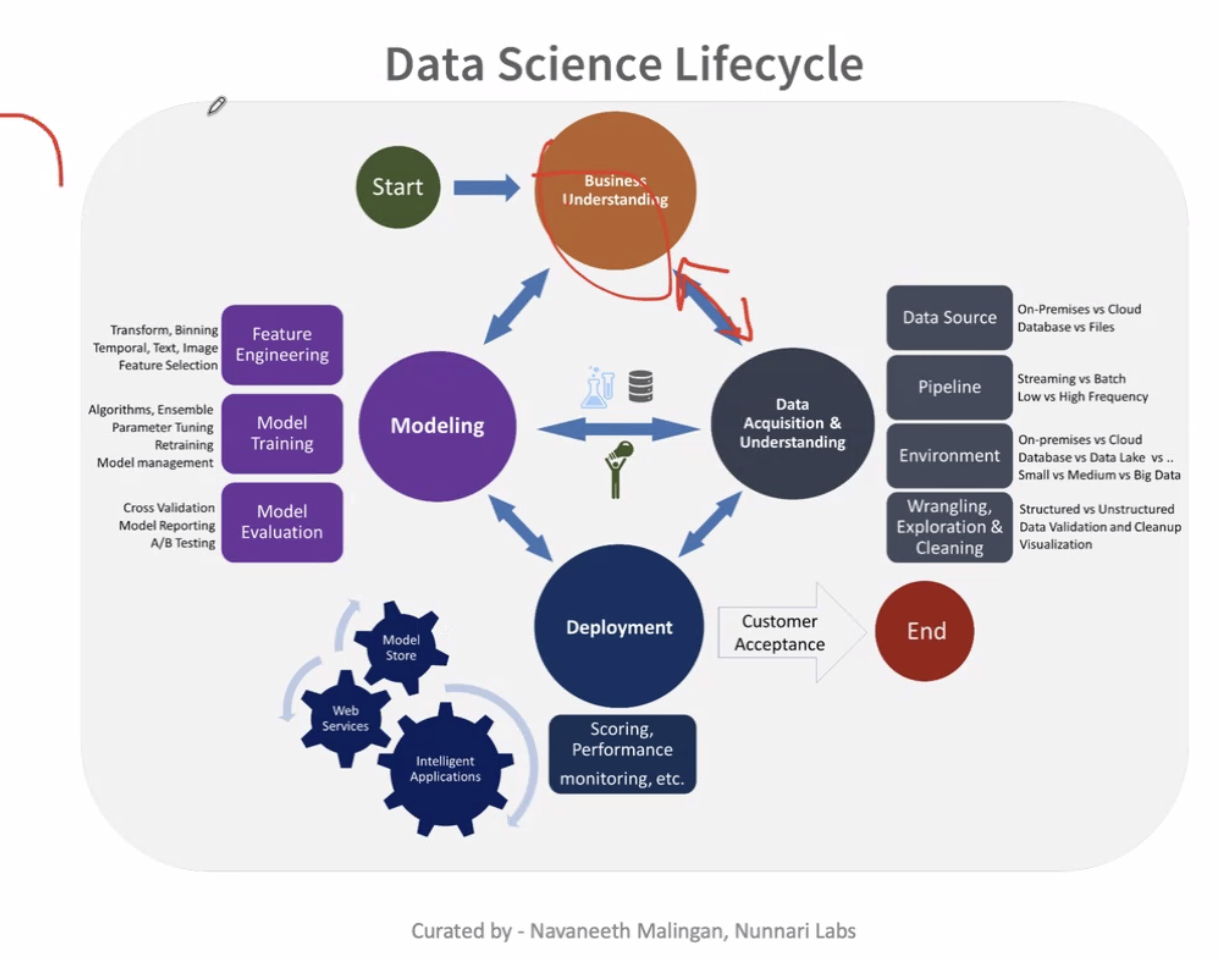 Data Science Lifecycle
Start
Business
Understanding
Transform, Binning
Temporal, Text, Image
Feature Selection
Feature
Engineering
Algorithms, Ensemble
Parameter Tuning
Retraining
Model management
Model
Training
Cross Validation
Model Reporting
A/B Testing
Model
Evaluation
Modeling
Data
Acquisition &
Understanding
Data Source
On-Premises vs Cloud
Database vs Files
Pipeline
Streaming vs Batch
Low vs High Frequency
Environment
On-premises vs Cloud
Database vs Data Lake vs ..
Small vs Medium vs Big Data
Wrangling,
Exploration &
Cleaning
Structured vs Unstructured
Data Validation and Cleanup
Visualization
Deployment
Customer
Acceptance
End
Model
Store
Web
Services
Intelligent
Applications
Scoring,
Performance
monitoring, etc.
Curated by - Navaneeth Malingan, Nunnari Labs